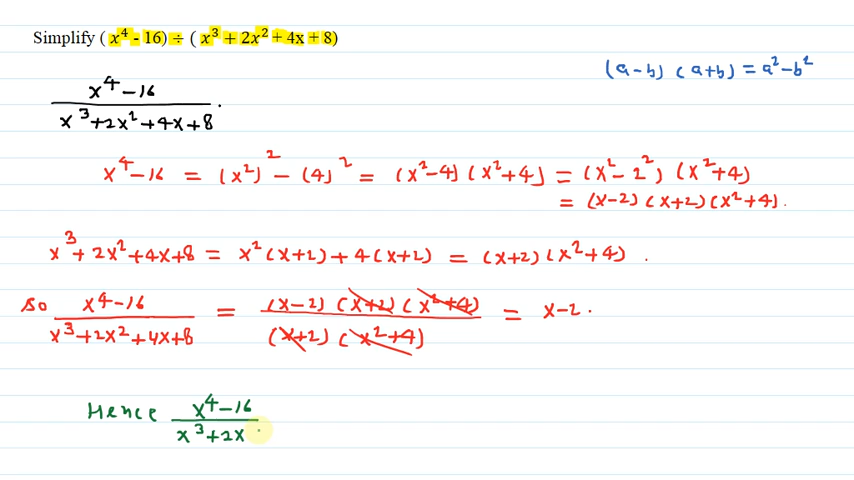 Simplify ( x⁴ - 16) ÷ ( x³ + 2x² + 4x + 8)
(a-b) (a+b) = a²-b²
x⁴-16
x³+2x²+4x+8 .
x⁴-16 = (x²)² - (4)² = (x²-4) (x²+4) = (x²-2²) (x²+4)
= (x-2) (x+2) (x²+4).
x³+2x²+4x+8 = x²(x+2)+4(x+2) = (x+2) (x²+4) .
So x⁴-16 = (x-2) (x+2) (x²+4) = x-2 .
x³+2x²+4x+8 (x+2) (x²+4)
Hence x⁴-16
x³+2x